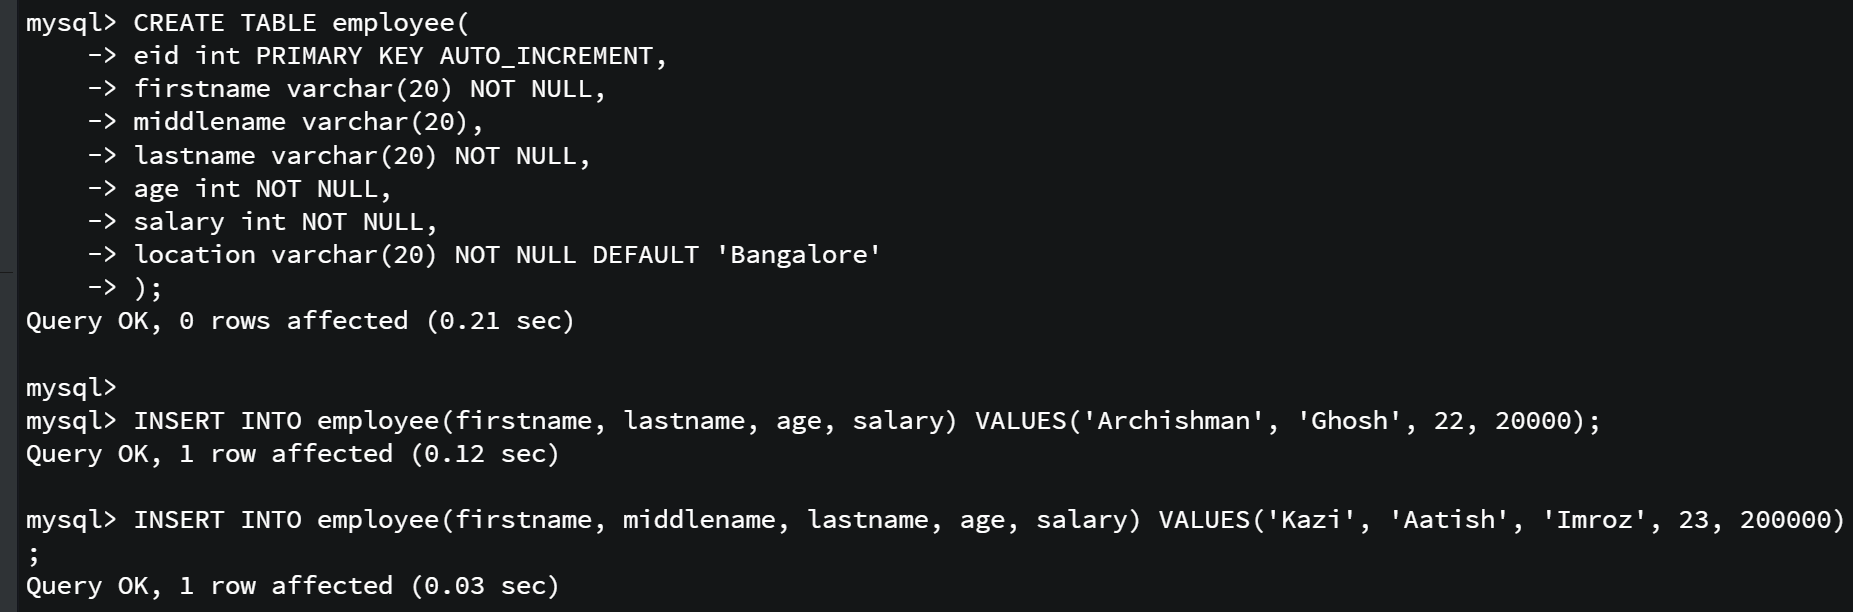 mysql> CREATE TABLE employee(
    -> eid int PRIMARY KEY AUTO_INCREMENT,
    -> firstname varchar(20) NOT NULL,
    -> middlename varchar(20),
    -> lastname varchar(20) NOT NULL,
    -> age int NOT NULL,
    -> salary int NOT NULL,
    -> location varchar(20) NOT NULL DEFAULT 'Bangalore'
    -> );
Query OK, 0 rows affected (0.21 sec)

mysql>
mysql> INSERT INTO employee(firstname, lastname, age, salary) VALUES('Archishman', 'Ghosh', 22, 20000);
Query OK, 1 row affected (0.12 sec)

mysql> INSERT INTO employee(firstname, middlename, lastname, age, salary) VALUES('Kazi', 'Aatish', 'Imroz', 23, 200000)
;
Query OK, 1 row affected (0.03 sec)